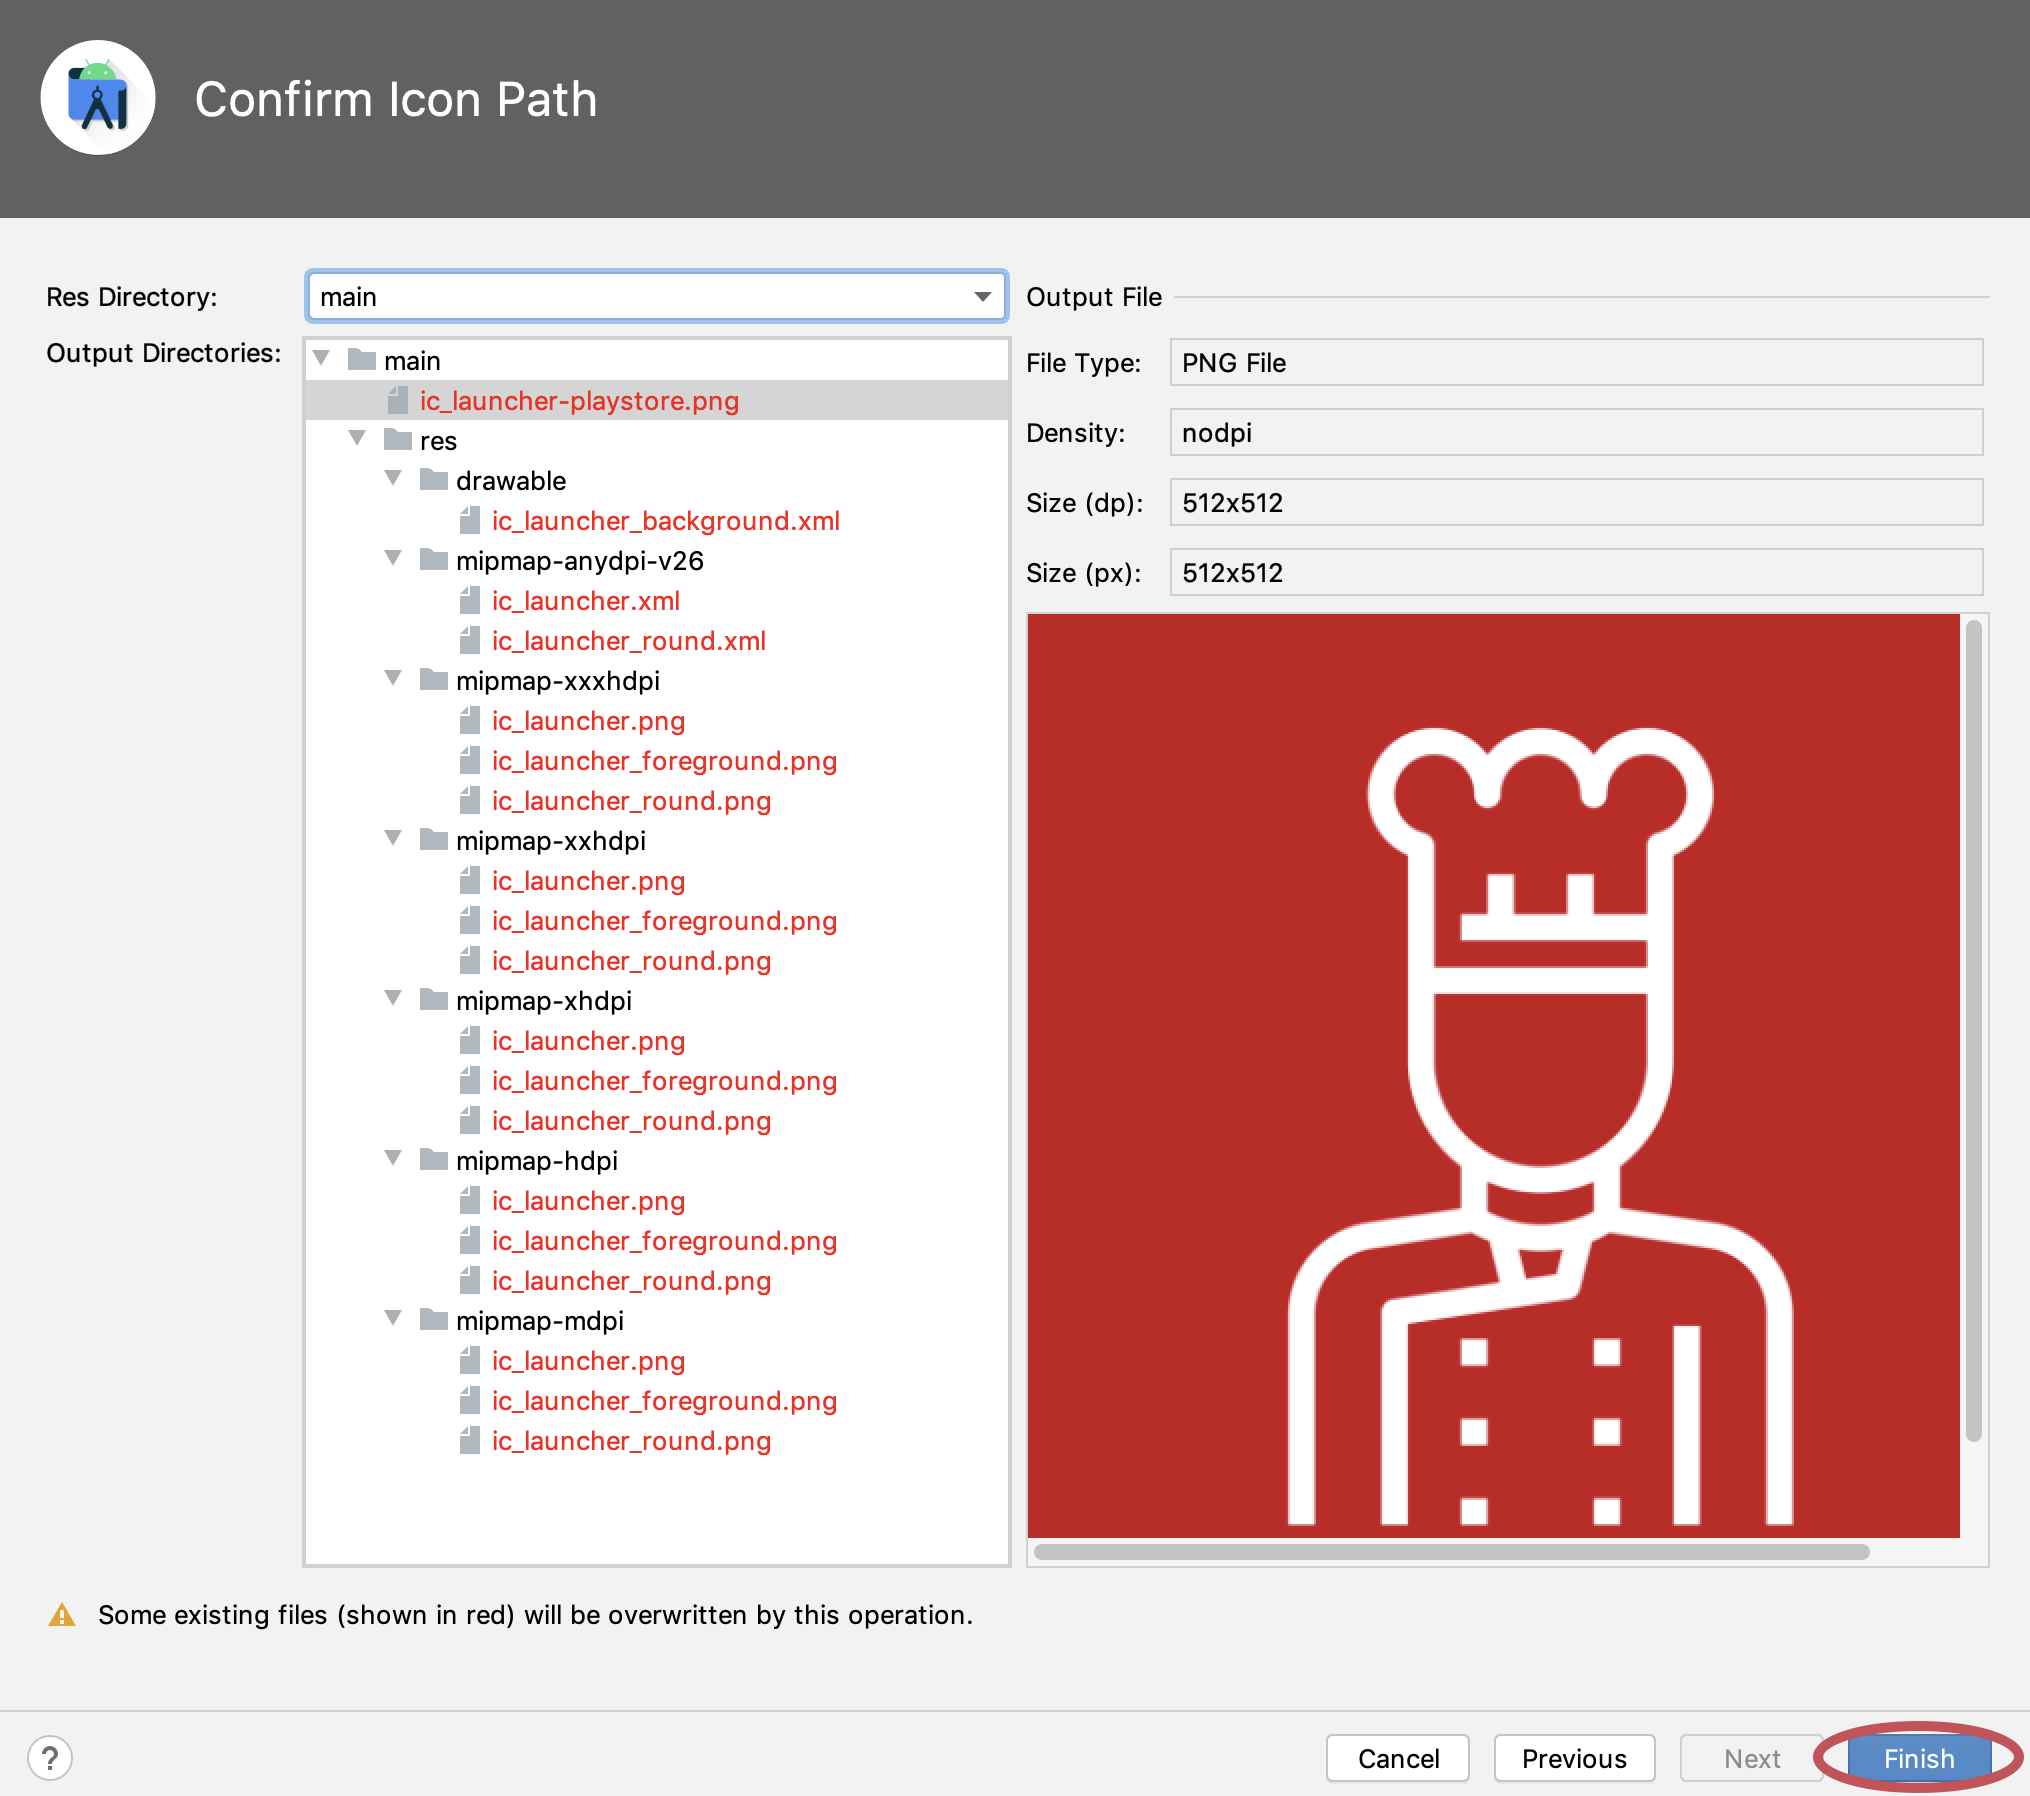 Confirm Icon Path
Res Directory:
main
Output Directories:
main
ic_launcher-playstore.png
res
drawable
ic_launcher_background.xml
mipmap-anydpi-v26
ic_launcher.xml
ic_launcher_round.xml
mipmap-xxxhdpi
ic_launcher.png
ic_launcher_foreground.png
ic_launcher_round.png
mipmap-xxhdpi
ic_launcher.png
ic_launcher_foreground.png
ic_launcher_round.png
mipmap-xhdpi
ic_launcher.png
ic_launcher_foreground.png
ic_launcher_round.png
mipmap-hdpi
ic_launcher.png
ic_launcher_foreground.png
ic_launcher_round.png
mipmap-mdpi
ic_launcher.png
ic_launcher_foreground.png
ic_launcher_round.png
Output File
File Type: PNG File
Density: nodpi
Size (dp): 512x512
Size (px): 512x512
Some existing files (shown in red) will be overwritten by this operation.
? Cancel Previous Next Finish